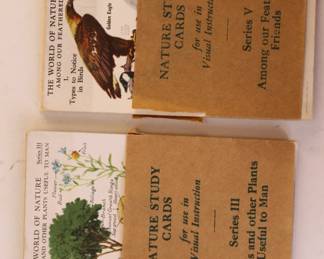 THE WORLD OF NATURE
AMONG OUR FEATHERED
I.
Types to Notice
in Birds
Golden Eagle
NATURE STUDY
CARDS
for use in
Visual Instruction
Series V
Among our Feat
Friends
Series III
WORLD OF NATURE
AND OTHER PLANTS USEFUL TO MAN
NATURE STUDY
CARDS
for use in
Visual Instruction
Series III
s and other Plants
Useful to Man